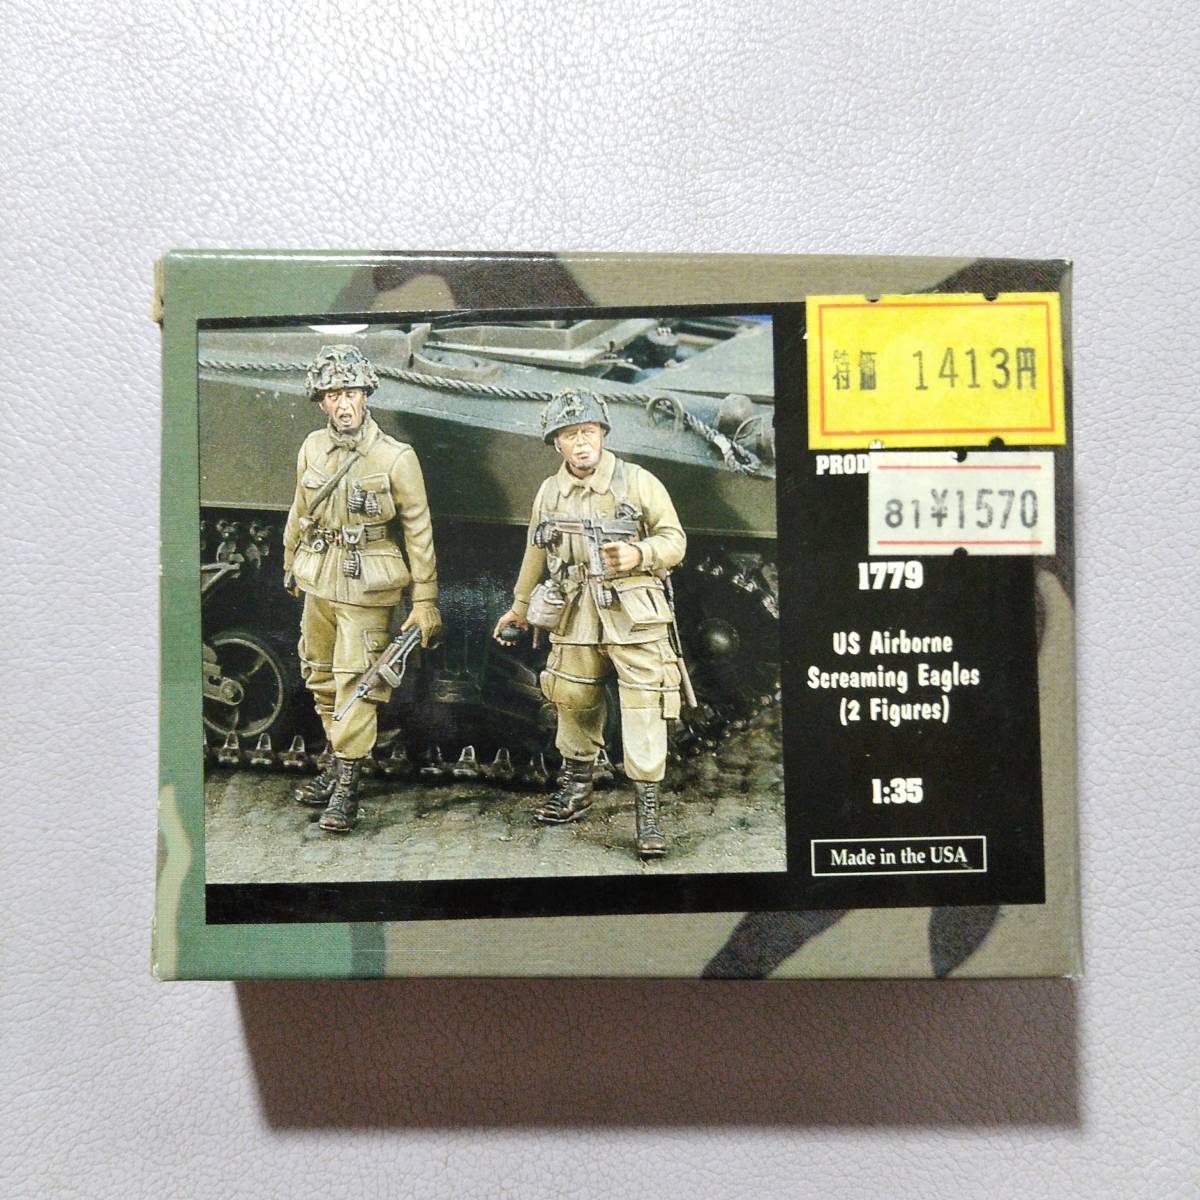 特価 1413円
PROD
81¥1570
1779
US Airborne
Screaming Eagles
(2 Figures)
1:35
Made in the USA